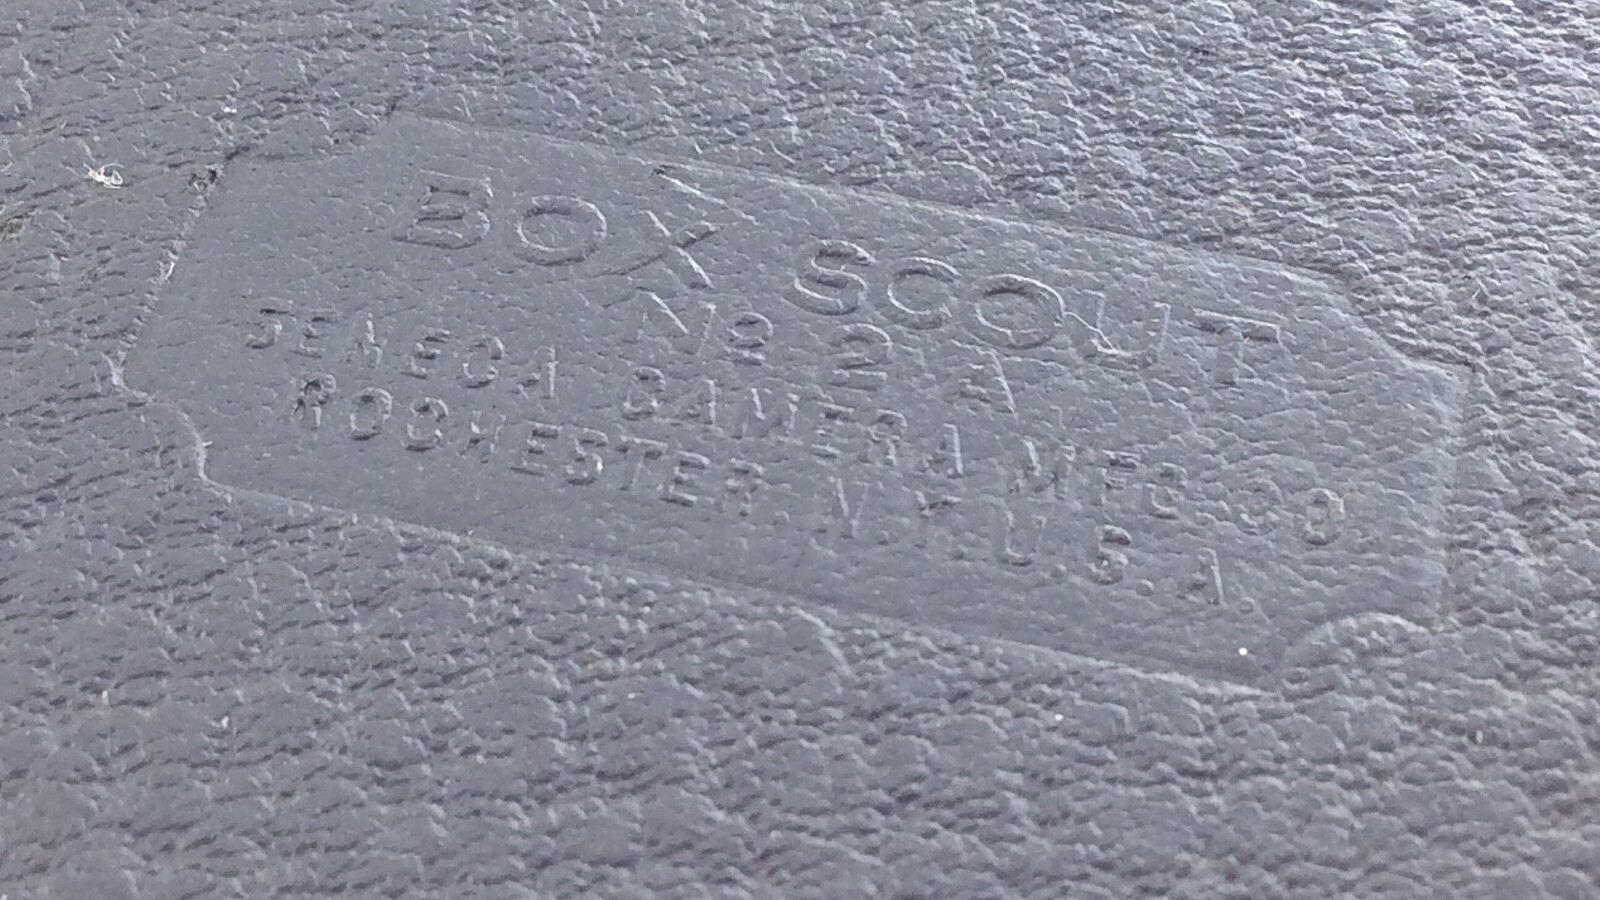 BOX SCOUT
No 2 A
SENECA CAMERA MFG. CO
ROCHESTER. N.Y. U.S.A.